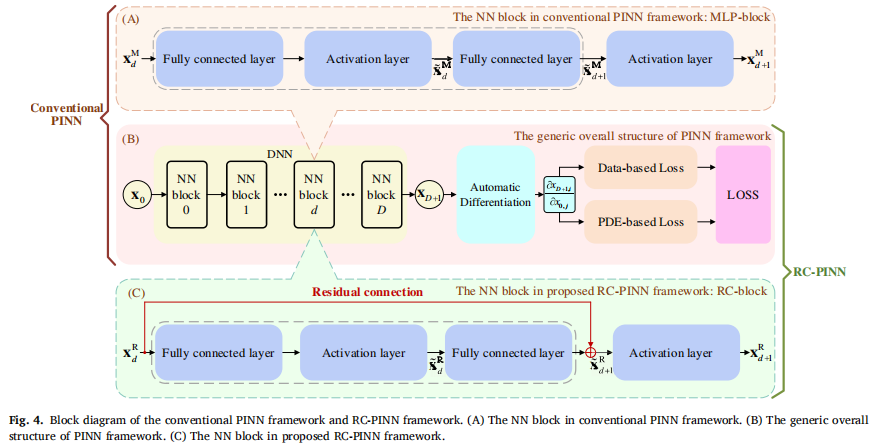 (A) The NN block in conventional PINN framework: MLP-block
x_d^M Fully connected layer Activation layer x̃_d^M Fully connected layer x̃_{d+1}^M Activation layer x_{d+1}^M
Conventional
PINN
(B) The generic overall structure of PINN framework
DNN
x_0
NN
block
0
NN
block
1
...
NN
block
d
...
NN
block
D
x_{D+1}
Automatic
Differentiation
∂x_{D+1,i}
∂x_{0,j}
Data-based Loss
PDE-based Loss
LOSS
RC-PINN
(C) The NN block in proposed RC-PINN framework: RC-block
Residual connection
x_d^R Fully connected layer Activation layer x̃_d^R Fully connected layer x̃_{d+1}^R Activation layer x_{d+1}^R
Fig. 4. Block diagram of the conventional PINN framework and RC-PINN framework. (A) The NN block in conventional PINN framework. (B) The generic overall
structure of PINN framework. (C) The NN block in proposed RC-PINN framework.